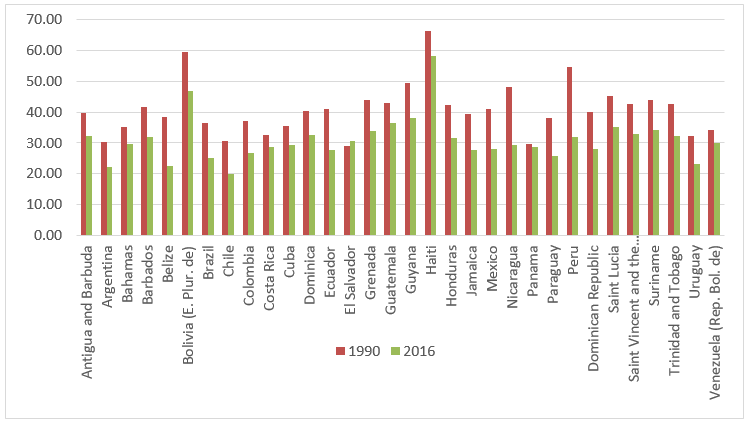 70.00
60.00
50.00
40.00
30.00
20.00
10.00
0.00
Antigua and Barbuda
Argentina
Bahamas
Barbados
Belize
Bolivia (E. Plur. de)
Brazil
Chile
Colombia
Costa Rica
Cuba
Dominica
Ecuador
El Salvador
Grenada
Guatemala
Guyana
Haiti
Honduras
Jamaica
Mexico
Nicaragua
Panama
Paraguay
Peru
Dominican Republic
Saint Lucia
Saint Vincent and the...
Suriname
Trinidad and Tobago
Uruguay
Venezuela (Rep. Bol. de)
1990 2016